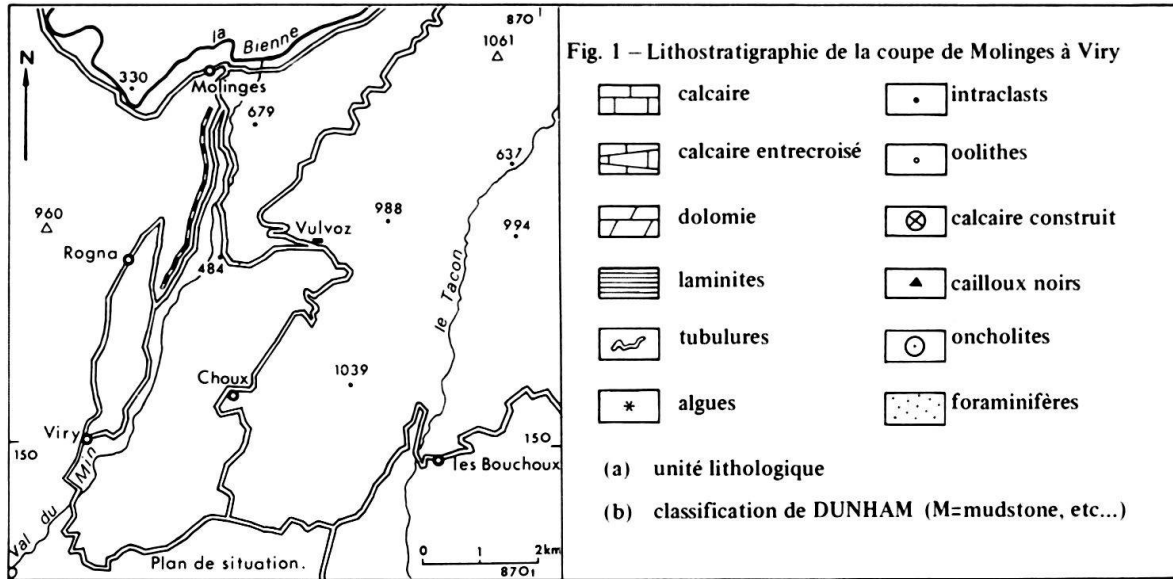 870
1061
la Bienne
N
330
Molinges
679
637
960
988
994
Vulvoz
Rogna
484
le Tacon
1039
Choux
Viry
150
150
les Bouchoux
Val du Min
Plan de situation.
0 1 2km
870
Fig. 1 – Lithostratigraphie de la coupe de Molinges à Viry
calcaire
intraclasts
calcaire entrecroisé
oolithes
dolomie
calcaire construit
laminites
cailloux noirs
tubulures
oncholites
algues
foraminifères
(a) unité lithologique
(b) classification de DUNHAM (M=mudstone, etc...)